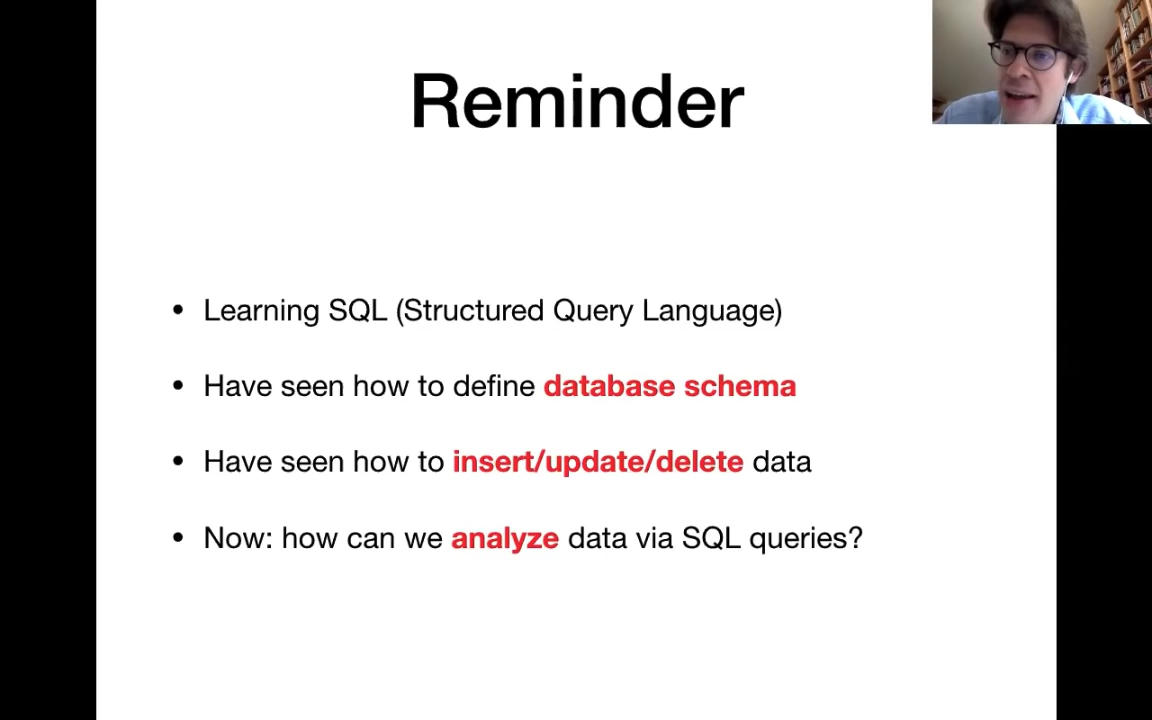 Reminder
• Learning SQL (Structured Query Language)
• Have seen how to define database schema
• Have seen how to insert/update/delete data
• Now: how can we analyze data via SQL queries?